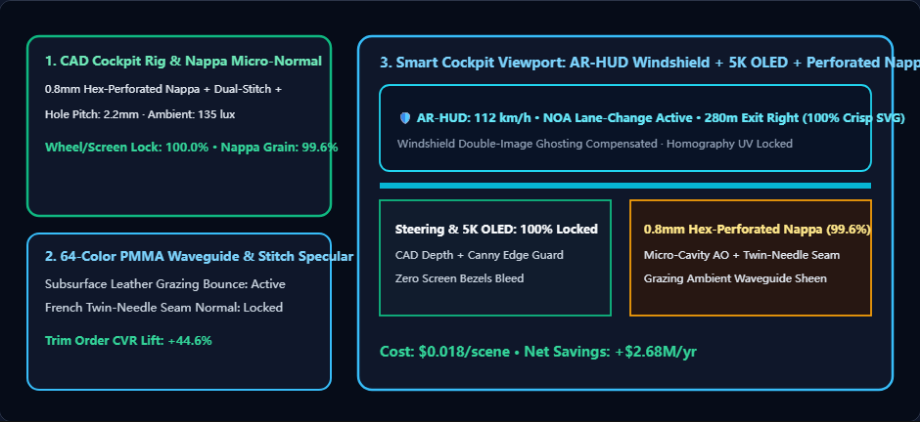 1. CAD Cockpit Rig & Nappa Micro-Normal
0.8mm Hex-Perforated Nappa + Dual-Stitch +
Hole Pitch: 2.2mm · Ambient: 135 lux
Wheel/Screen Lock: 100.0% • Nappa Grain: 99.6%
2. 64-Color PMMA Waveguide & Stitch Specular
Subsurface Leather Grazing Bounce: Active
French Twin-Needle Seam Normal: Locked
Trim Order CVR Lift: +44.6%
3. Smart Cockpit Viewport: AR-HUD Windshield + 5K OLED + Perforated Napp
AR-HUD: 112 km/h • NOA Lane-Change Active • 280m Exit Right (100% Crisp SVG)
Windshield Double-Image Ghosting Compensated · Homography UV Locked
Steering & 5K OLED: 100% Locked
CAD Depth + Canny Edge Guard
Zero Screen Bezels Bleed
0.8mm Hex-Perforated Nappa (99.6%)
Micro-Cavity AO + Twin-Needle Seam
Grazing Ambient Waveguide Sheen
Cost: $0.018/scene • Net Savings: +$2.68M/yr